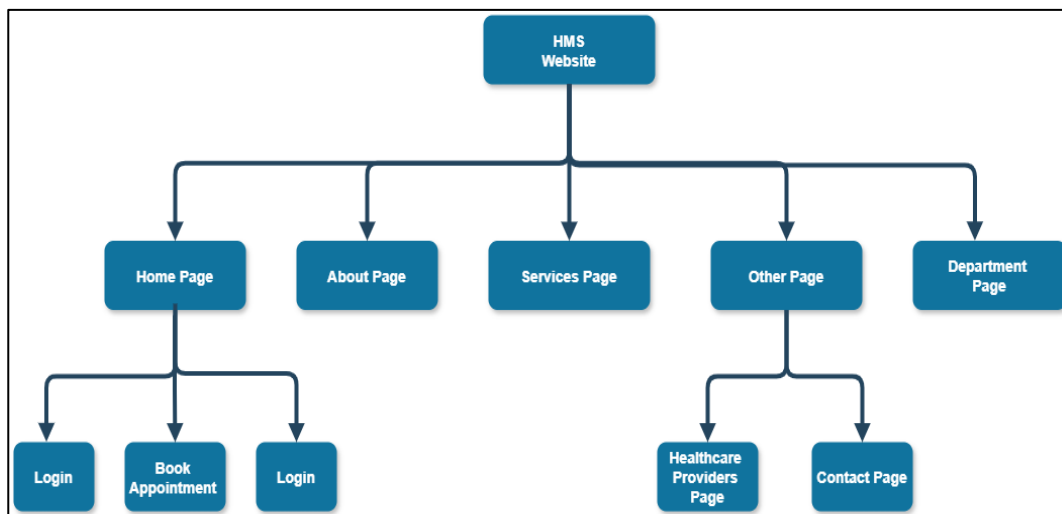 HMS
Website
Home Page
About Page
Services Page
Other Page
Department
Page
Login
Book
Appointment
Login
Healthcare
Providers
Page
Contact Page